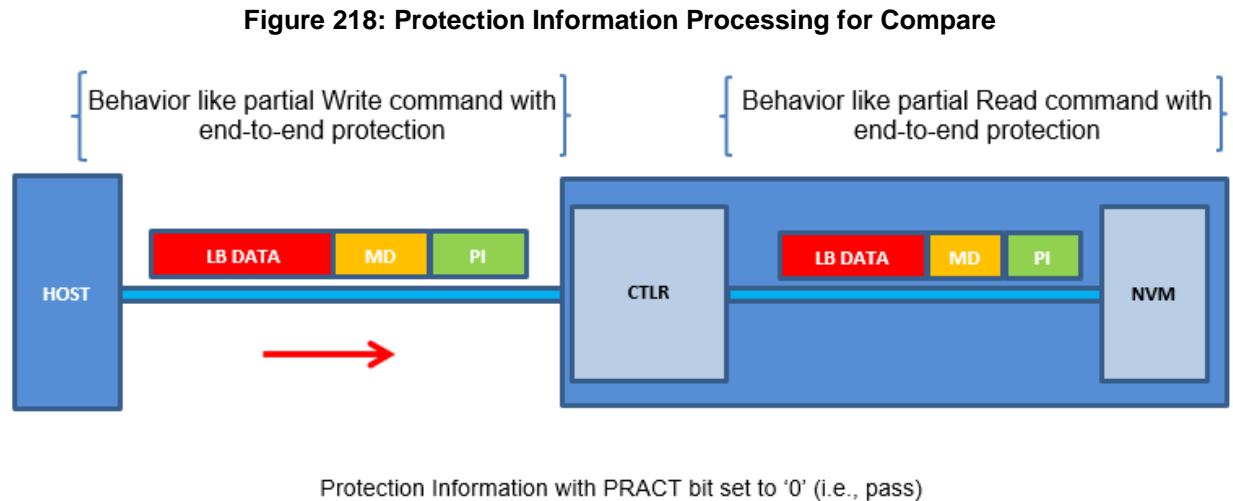 Figure 218: Protection Information Processing for Compare
Behavior like partial Write command with
end-to-end protection
Behavior like partial Read command with
end-to-end protection
HOST
LB DATA
MD
PI
CTLR
LB DATA
MD
PI
NVM
Protection Information with PRACT bit set to ‘0’ (i.e., pass)